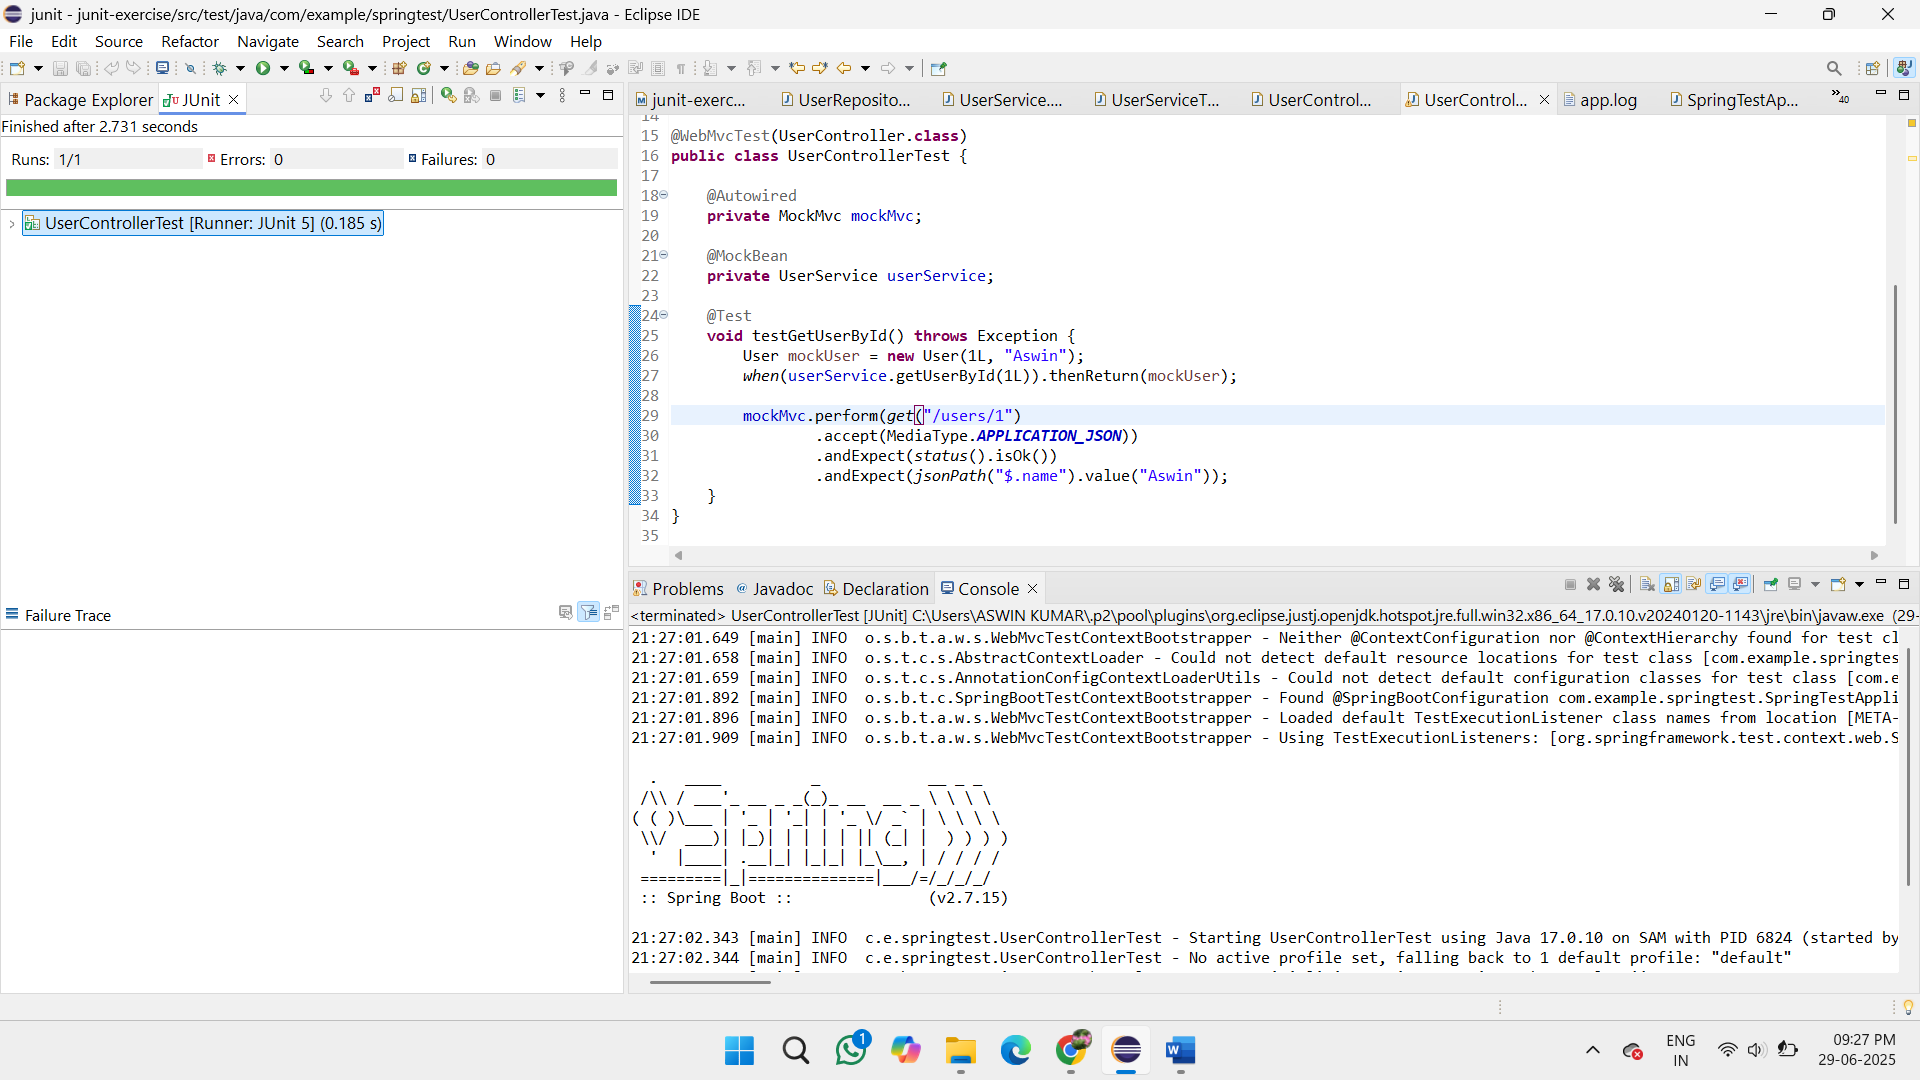 junit - junit-exercise/src/test/java/com/example/springtest/UserControllerTest.java - Eclipse IDE
File Edit Source Refactor Navigate Search Project Run Window Help
Package Explorer JUnit
Finished after 2.731 seconds
Runs: 1/1 Errors: 0 Failures: 0
UserControllerTest [Runner: JUnit 5] (0.185 s)
Failure Trace
junit-exerc... UserReposito... UserService.... UserServiceT... UserControl... UserControl... app.log SpringTestAp... »40
14
15 @WebMvcTest(UserController.class)
16 public class UserControllerTest {
17
18 @Autowired
19 private MockMvc mockMvc;
20
21 @MockBean
22 private UserService userService;
23
24 @Test
25 void testGetUserById() throws Exception {
26 User mockUser = new User(1L, "Aswin");
27 when(userService.getUserById(1L)).thenReturn(mockUser);
28
29 mockMvc.perform(get("/users/1")
30 .accept(MediaType.APPLICATION_JSON))
31 .andExpect(status().isOk())
32 .andExpect(jsonPath("$.name").value("Aswin"));
33 }
34 }
35
Problems Javadoc Declaration Console
<terminated> UserControllerTest [JUnit] C:\Users\ASWIN KUMAR\.p2\pool\plugins\org.eclipse.justj.openjdk.hotspot.jre.full.win32.x86_64_17.0.10.v20240120-1143\jre\bin\javaw.exe (29-
21:27:01.649 [main] INFO o.s.b.t.a.w.s.WebMvcTestContextBootstrapper - Neither @ContextConfiguration nor @ContextHierarchy found for test cl
21:27:01.658 [main] INFO o.s.t.c.s.AbstractContextLoader - Could not detect default resource locations for test class [com.example.springtes
21:27:01.659 [main] INFO o.s.t.c.s.AnnotationConfigContextLoaderUtils - Could not detect default configuration classes for test class [com.e
21:27:01.892 [main] INFO o.s.b.t.c.SpringBootTestContextBootstrapper - Found @SpringBootConfiguration com.example.springtest.SpringTestAppli
21:27:01.896 [main] INFO o.s.b.t.a.w.s.WebMvcTestContextBootstrapper - Loaded default TestExecutionListener class names from location [META-
21:27:01.909 [main] INFO o.s.b.t.a.w.s.WebMvcTestContextBootstrapper - Using TestExecutionListeners: [org.springframework.test.context.web.S
Spring
:: Spring Boot :: (v2.7.15)
21:27:02.343 [main] INFO c.e.springtest.UserControllerTest - Starting UserControllerTest using Java 17.0.10 on SAM with PID 6824 (started by
21:27:02.344 [main] INFO c.e.springtest.UserControllerTest - No active profile set, falling back to 1 default profile: "default"
1
ENG
IN
09:27 PM
29-06-2025